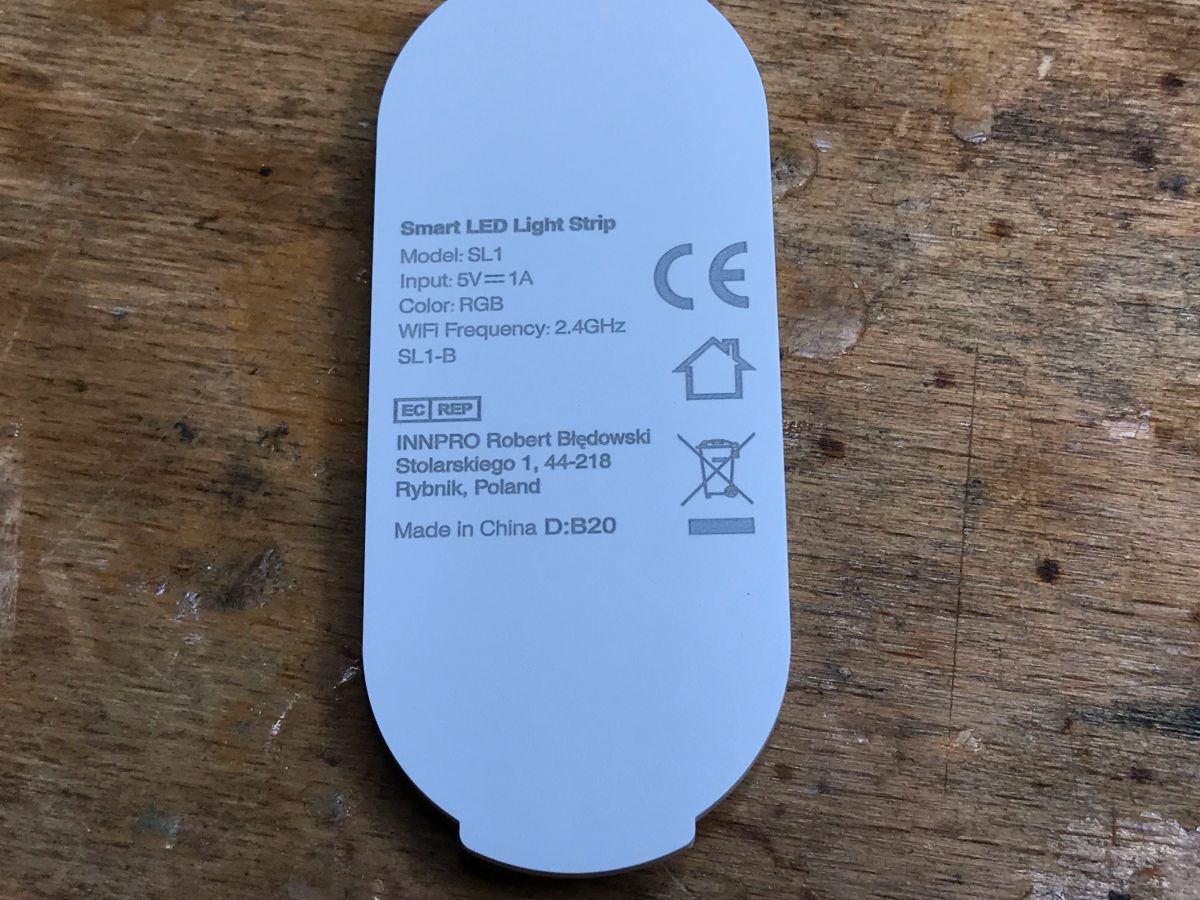 Smart LED Light Strip
Model: SL1
Input: 5V⎓1A
Color: RGB
WiFi Frequency: 2.4GHz
SL1-B
CE
EC REP
INNPRO Robert Błędowski
Stolarskiego 1, 44-218
Rybnik, Poland
Made in China D:B20